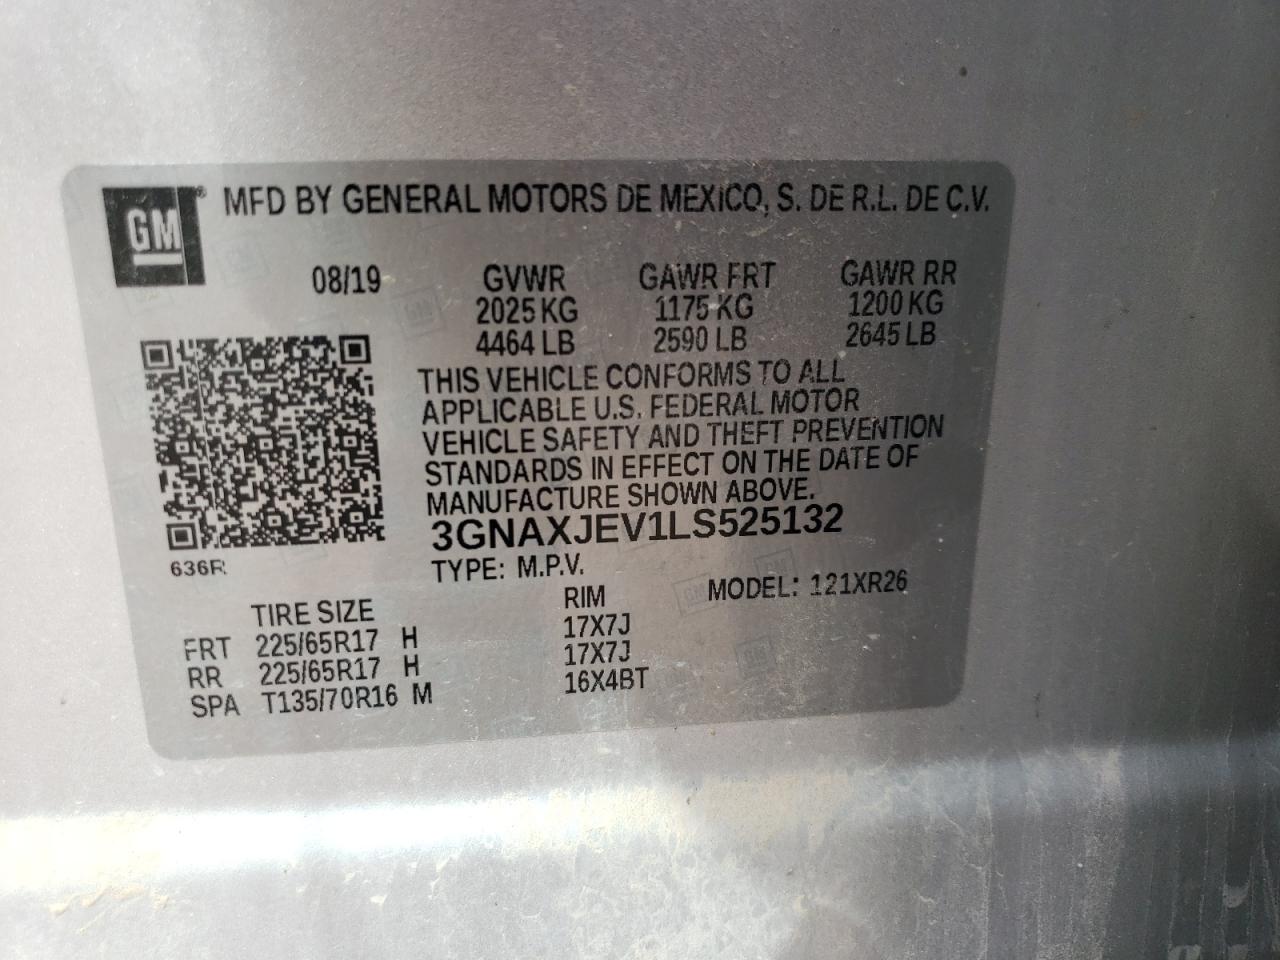 GM® MFD BY GENERAL MOTORS DE MEXICO, S. DE R.L. DE C.V.
08/19 GVWR GAWR FRT GAWR RR
2025 KG 1175 KG 1200 KG
4464 LB 2590 LB 2645 LB
THIS VEHICLE CONFORMS TO ALL
APPLICABLE U.S. FEDERAL MOTOR
VEHICLE SAFETY AND THEFT PREVENTION
STANDARDS IN EFFECT ON THE DATE OF
MANUFACTURE SHOWN ABOVE.
3GNAXJEV1LS525132
636R
TYPE: M.P.V. MODEL: 121XR26
TIRE SIZE RIM
FRT 225/65R17 H 17X7J
RR 225/65R17 H 17X7J
SPA T135/70R16 M 16X4BT